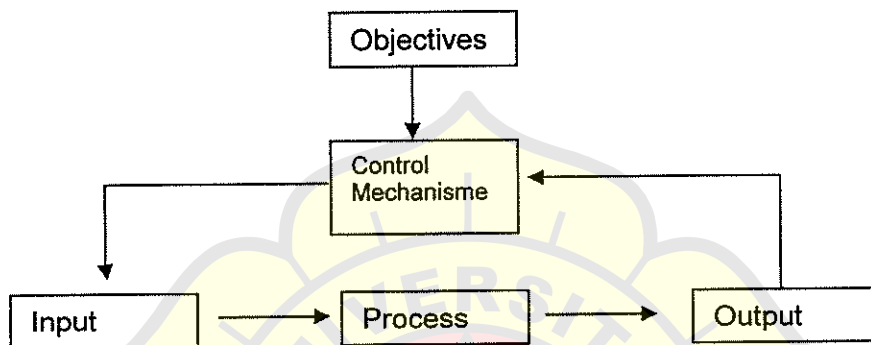 Objectives
Control
Mechanisme
Input
Process
Output